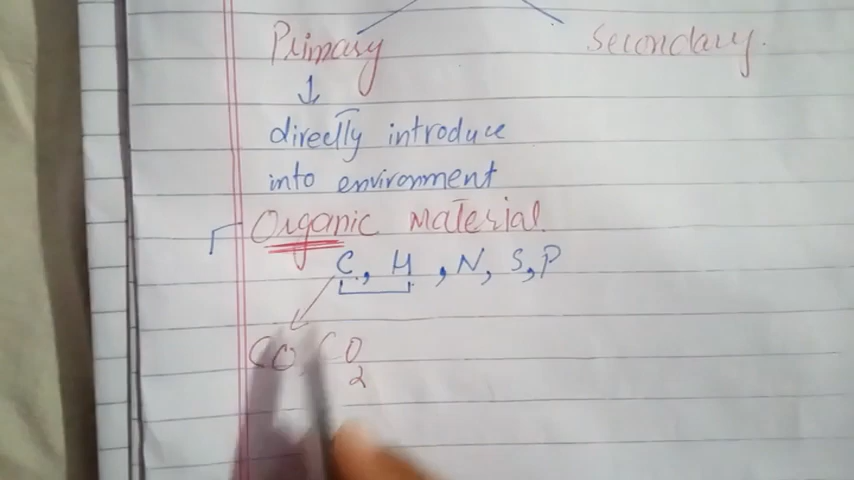 Primary Secondary.
directly introduce
into environment
Organic material
C, H, N, S, P
CO, CO2